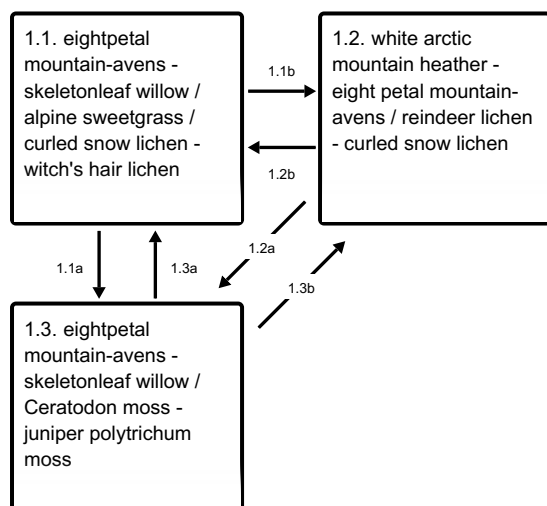 1.1. eightpetal
mountain-avens -
skeletonleaf willow /
alpine sweetgrass /
curled snow lichen -
witch's hair lichen
1.1b
1.2. white arctic
mountain heather -
eight petal mountain-
avens / reindeer lichen
- curled snow lichen
1.2b
1.1a
1.3a
1.2a
1.3b
1.3. eightpetal
mountain-avens -
skeletonleaf willow /
Ceratodon moss -
juniper polytrichum
moss